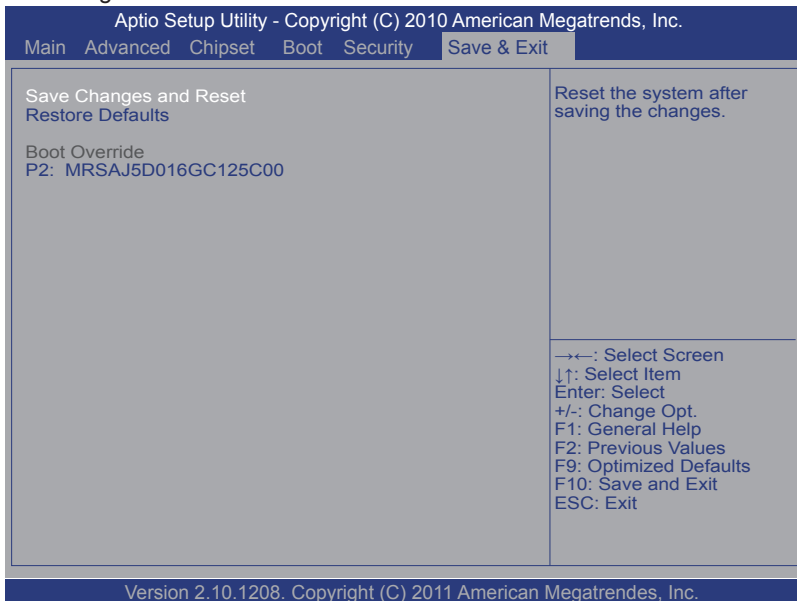 Aptio Setup Utility - Copyright (C) 2010 American Megatrends, Inc.
Main Advanced Chipset Boot Security Save & Exit
Save Changes and Reset
Restore Defaults
Boot Override
P2: MRSAJ5D016GC125C00
Reset the system after
saving the changes.
→←: Select Screen
↓↑: Select Item
Enter: Select
+/-: Change Opt.
F1: General Help
F2: Previous Values
F9: Optimized Defaults
F10: Save and Exit
ESC: Exit
Version 2.10.1208. Copyright (C) 2011 American Megatrendes, Inc.